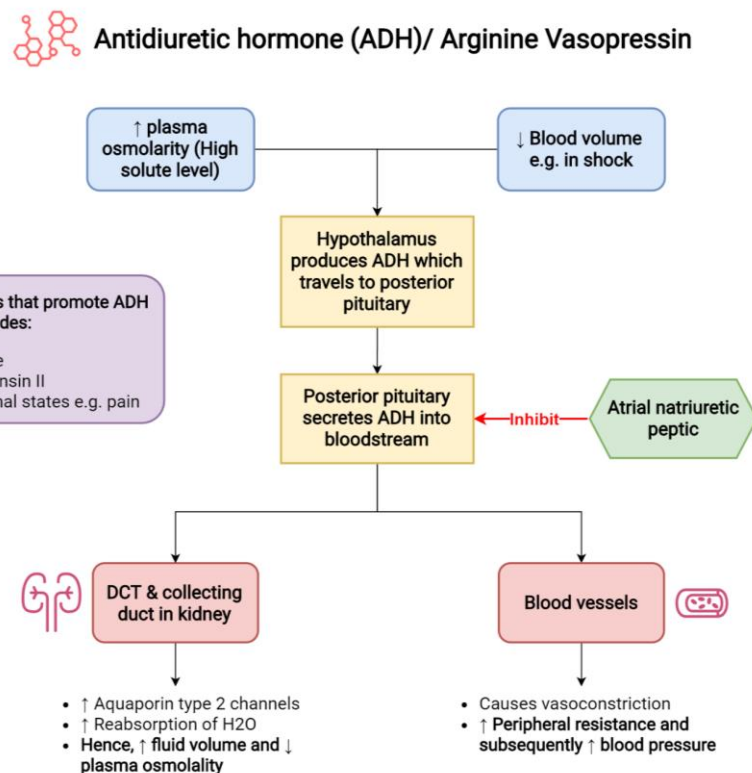 Antidiuretic hormone (ADH)/ Arginine Vasopressin
↑ plasma
osmolarity (High
solute level)
↓ Blood volume
e.g. in shock
Hypothalamus
produces ADH which
travels to posterior
pituitary
that promote ADH
Posterior pituitary
secretes ADH into
bloodstream
II
states e.g. pain
Inhibit
Atrial natriuretic
peptic
DCT & collecting
duct in kidney
Blood vessels
• ↑ Aquaporin type 2 channels
• ↑ Reabsorption of H2O
• Hence, ↑ fluid volume and ↓
plasma osmolality
• Causes vasoconstriction
• ↑ Peripheral resistance and
subsequently ↑ blood pressure